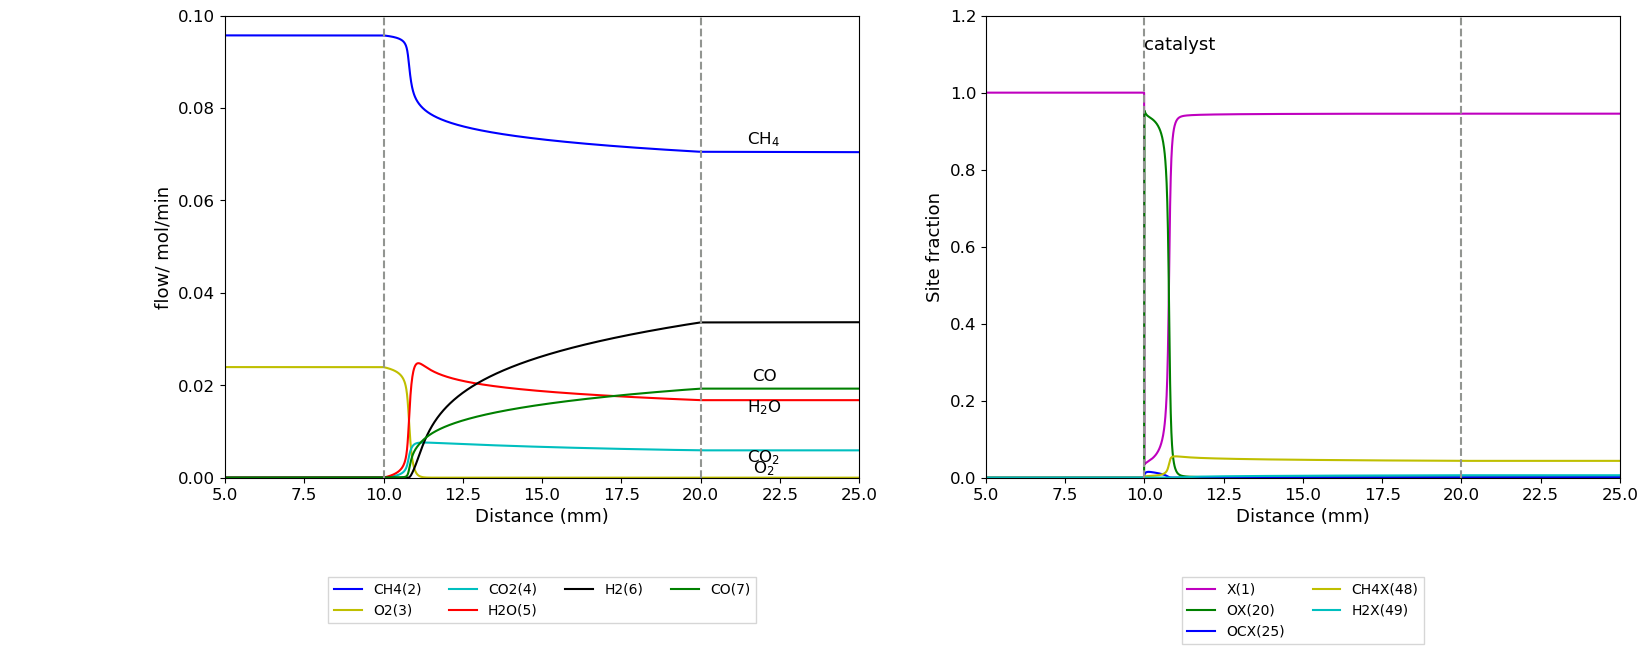 0.10
0.08
0.06
0.04
0.02
0.00
flow/ mol/min
CH₄
CO
H₂O
CO₂
O₂
5.0 7.5 10.0 12.5 15.0 17.5 20.0 22.5 25.0
Distance (mm)
CH4(2) CO2(4) H2(6) CO(7)
O2(3) H2O(5)
1.2
1.0
0.8
0.6
0.4
0.2
0.0
Site fraction
catalyst
5.0 7.5 10.0 12.5 15.0 17.5 20.0 22.5 25.0
Distance (mm)
X(1) CH4X(48)
OX(20) H2X(49)
OCX(25)